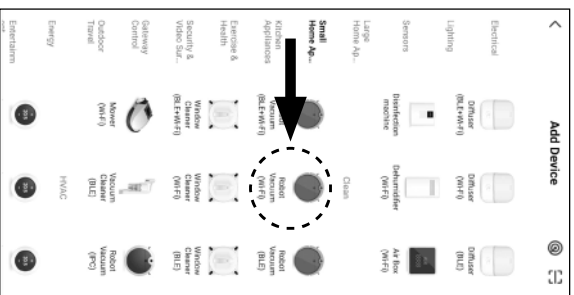 Add Device
Electrical
Lighting
Sensors
Large
Home Ap...
Small
Home Ap...
Kitchen
Appliances
Exercise &
Health
Security &
Video Sur...
Gateway
Control
Outdoor
Travel
Energy
Entertainm
Diffuser
(BLE+Wi-Fi)
Diffuser
(Wi-Fi)
Diffuser
(BLE)
Disinfection
machine
Dehumidifier
(Wi-Fi)
Air Box
(Wi-Fi)
Clean
Vacuum
(BLE+Wi-Fi)
Robot
Vacuum
(Wi-Fi)
Robot
Vacuum
(BLE)
Window
Cleaner
(BLE+Wi-Fi)
Window
Cleaner
(Wi-Fi)
Window
Cleaner
(BLE)
Mower
(Wi-Fi)
Vacuum
Cleaner
(BLE)
Robot
Vacuum
(IPC)
HVAC